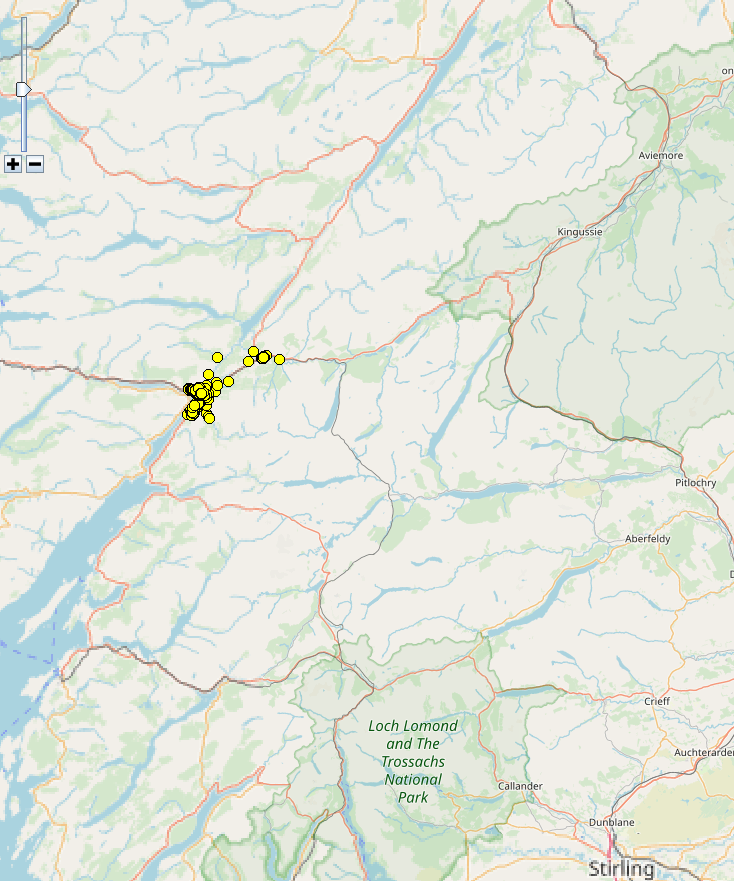 on
Aviemore
Kingussie
Pitlochry
Aberfeldy
D
Crieff
Loch Lomond
and The
Trossachs
National
Park
Auchterarder
Callander
Dunblane
Stirling